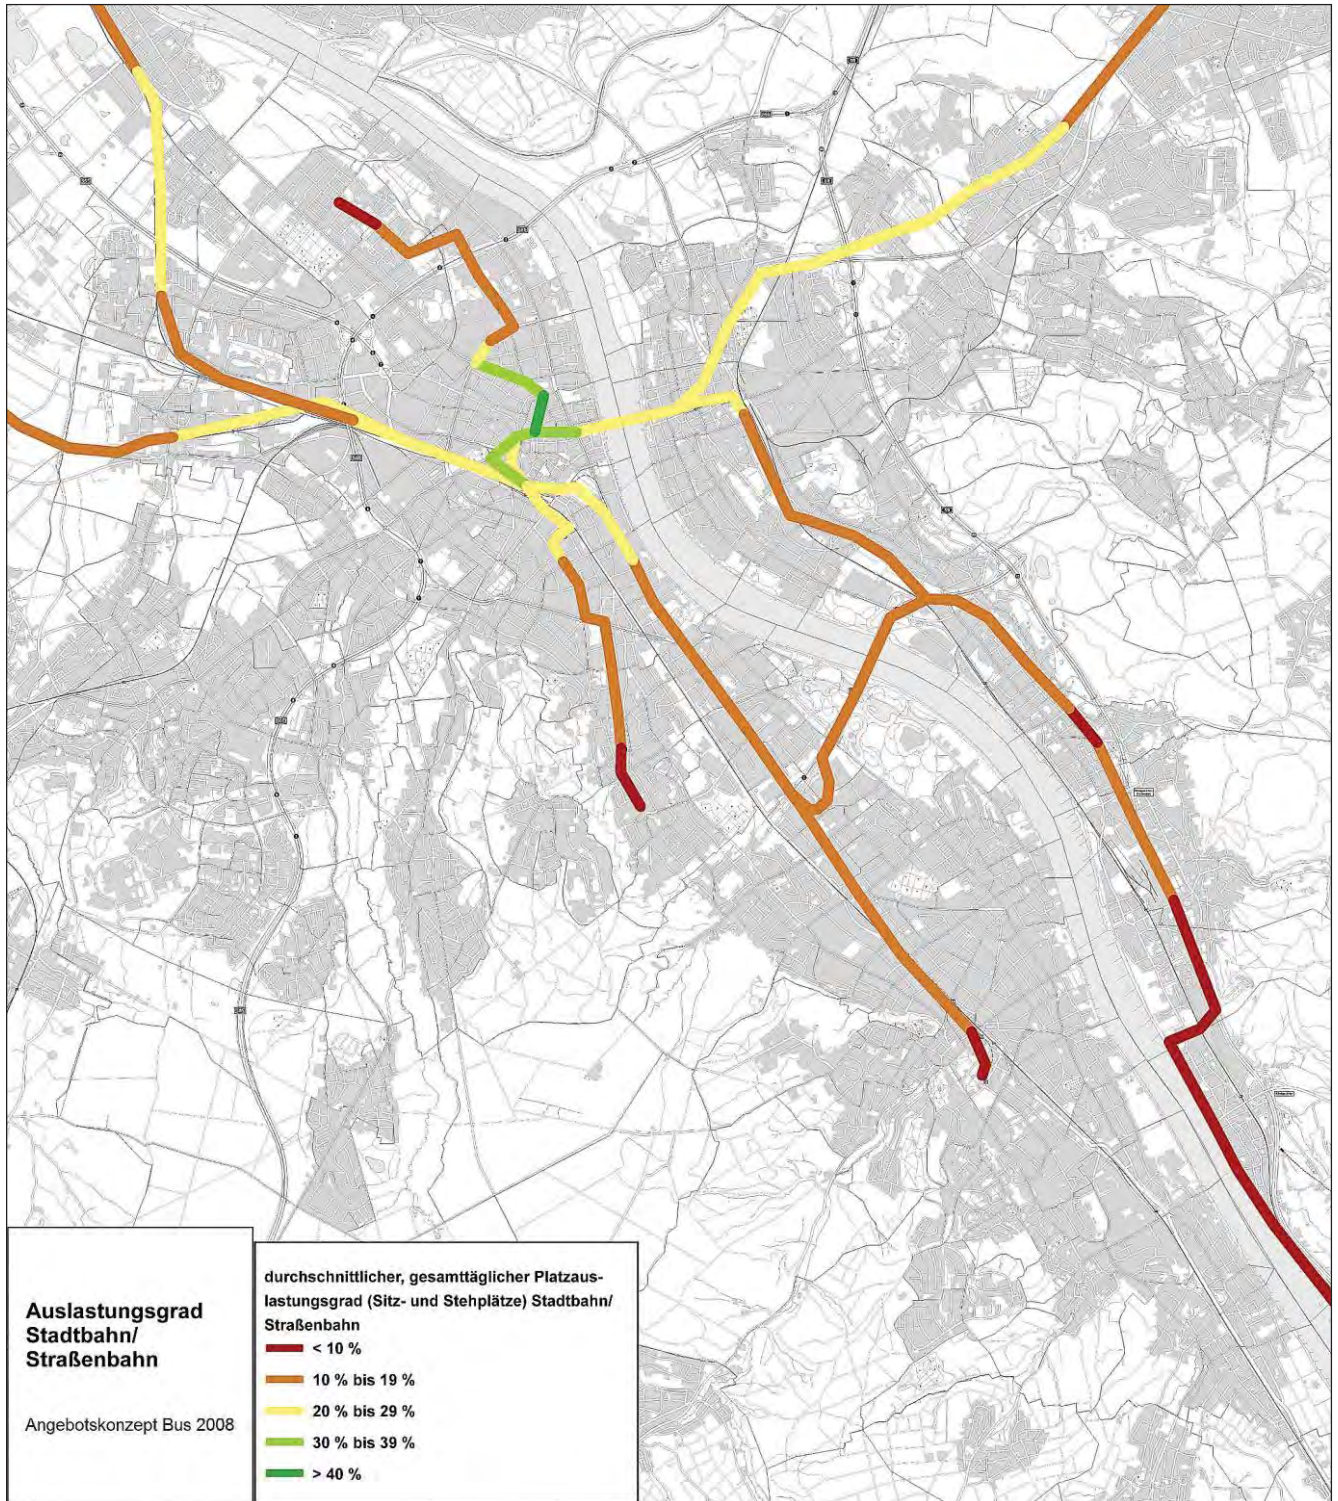 Auslastungsgrad
Stadtbahn/
Straßenbahn
Angebotskonzept Bus 2008
durchschnittlicher, gesamttäglicher Platzaus-
lastungsgrad (Sitz- und Stehplätze) Stadtbahn/
Straßenbahn
< 10 %
10 % bis 19 %
20 % bis 29 %
30 % bis 39 %
> 40 %